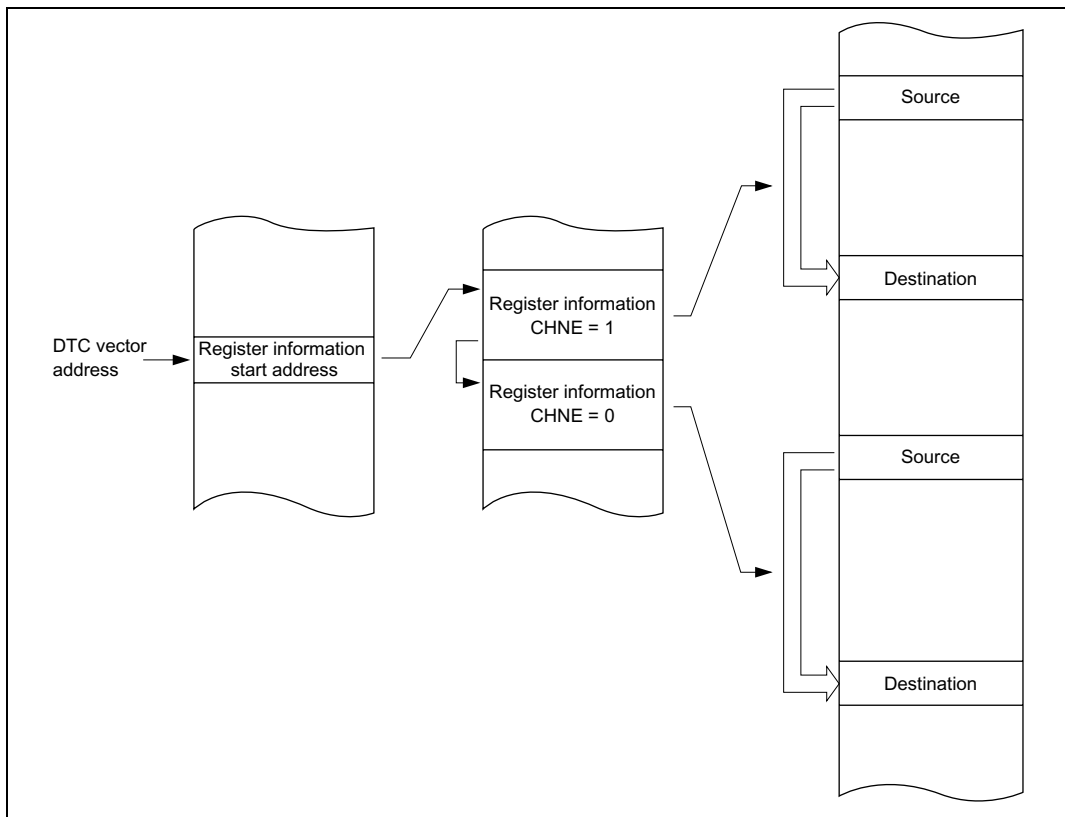 DTC vector
address
Register information
start address
Register information
CHNE = 1
Register information
CHNE = 0
Source
Destination
Source
Destination